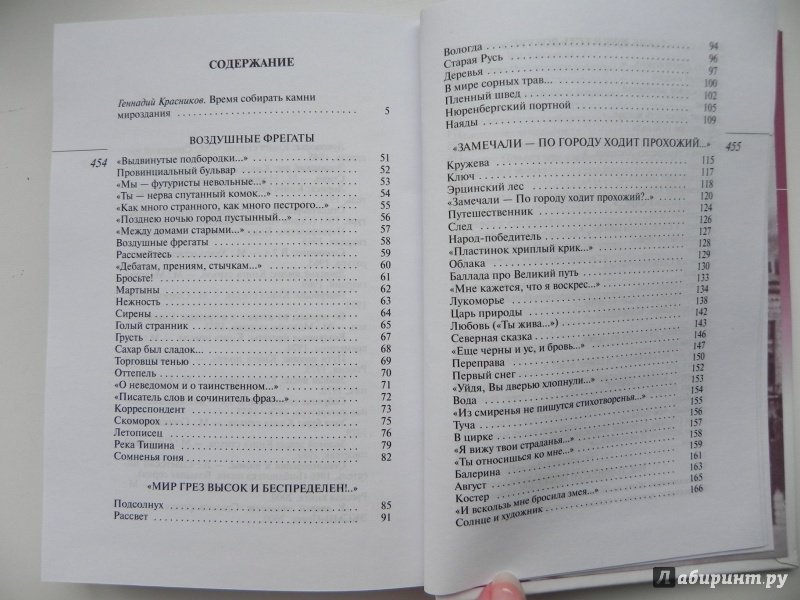 СОДЕРЖАНИЕ
Геннадий Красников. Время собирать камни
мироздания 5
ВОЗДУШНЫЕ ФРЕГАТЫ
454
«Выдвинутые подбородки...» 51
Провинциальный бульвар 52
«Мы — футуристы невольные...» 53
«Ты — нерва спутанный комок...» 54
«Как много странного, как много пестрого...» 55
«Позднею ночью город пустынный...» 56
«Между домами старыми...» 57
Воздушные фрегаты 58
Рассмейтесь 59
«Дебатам, прениям, стычкам...» 60
Бросьте! 61
Мартыны 62
Нежность 63
Сирены 64
Голый странник 65
Грусть 67
Сахар был сладок... 68
Торговцы тенью 69
Оттепель 70
«О неведомом и о таинственном...» 71
«Писатель слов и сочинитель фраз...» 72
Корреспондент 73
Скоморох 75
Летописец 76
Река Тишина 79
Сомненья гоня 82
«МИР ГРЕЗ ВЫСОК И БЕСПРЕДЕЛЕН!..»
Подсолнух 85
Рассвет 91
Вологда 94
Старая Русь 96
Деревья 97
В мире сорных трав... 100
Пленный швед 102
Нюренбергский портной 105
Наяды 109
«ЗАМЕЧАЛИ — ПО ГОРОДУ ХОДИТ ПРОХОЖИЙ...»
455
Кружева 115
Ключ 117
Эрцинский лес 118
«Замечали — По городу ходит прохожий?..» 120
Путешественник 124
След 126
Народ-победитель 127
«Пластинок хриплый крик...» 128
Облака 129
Баллада про Великий путь 130
«Мне кажется, что я воскрес...» 133
Лукоморье 134
Царь природы 138
Любовь («Ты жива...») 142
Северная сказка 143
«Еще черны и ус, и бровь...» 146
Переправа 147
Первый снег 150
«Уйдя, Вы дверью хлопнули...» 152
Вода 153
«Из смиренья не пишутся стихотворенья...» 154
Туча 155
В цирке 156
«Я вижу твои страданья...» 157
«Ты относишься ко мне...» 158
Балерина 159
Август 161
Костер 163
«И вскользь мне бросила змея...» 165
Солнце и художник 166
Лабиринт.ру